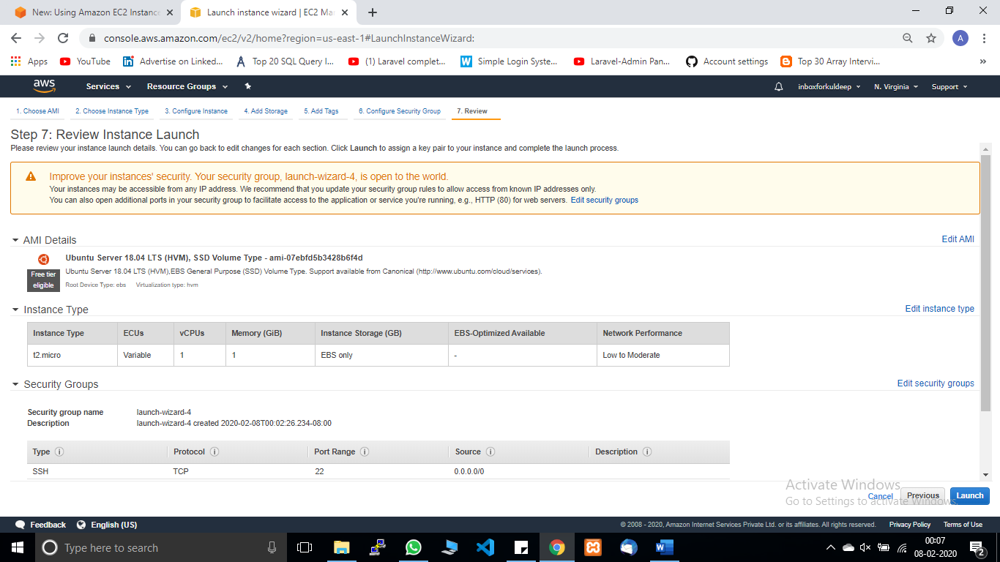 New: Using Amazon EC2 Instance
Launch instance wizard | EC2 Ma
console.aws.amazon.com/ec2/v2/home?region=us-east-1#LaunchInstanceWizard:
A
Apps
YouTube
Advertise on Linked...
Top 20 SQL Query I...
(1) Laravel complet...
Simple Login Syste...
Laravel-Admin Pan...
Account settings
Top 30 Array Intervi...
aws
Services
Resource Groups
inboxforkuldeep
N. Virginia
Support
1. Choose AMI
2. Choose Instance Type
3. Configure Instance
4. Add Storage
5. Add Tags
6. Configure Security Group
7. Review
Step 7: Review Instance Launch
Please review your instance launch details. You can go back to edit changes for each section. Click Launch to assign a key pair to your instance and complete the launch process.
Improve your instances' security. Your security group, launch-wizard-4, is open to the world.
Your instances may be accessible from any IP address. We recommend that you update your security group rules to allow access from known IP addresses only.
You can also open additional ports in your security group to facilitate access to the application or service you're running, e.g., HTTP (80) for web servers. Edit security groups
AMI Details
Edit AMI
Ubuntu Server 18.04 LTS (HVM), SSD Volume Type - ami-07ebfd5b3428b6f4d
Free tier
eligible
Ubuntu Server 18.04 LTS (HVM),EBS General Purpose (SSD) Volume Type. Support available from Canonical (http://www.ubuntu.com/cloud/services).
Root Device Type: ebs Virtualization type: hvm
Instance Type
Edit instance type
Instance Type ECUs vCPUs Memory (GiB) Instance Storage (GB) EBS-Optimized Available Network Performance
t2.micro Variable 1 1 EBS only - Low to Moderate
Security Groups
Edit security groups
Security group name launch-wizard-4
Description launch-wizard-4 created 2020-02-08T00:02:26.234-08:00
Type Protocol Port Range Source Description
SSH TCP 22 0.0.0.0/0
Activate Windows
Go to Settings to activate Windows.
Cancel
Previous
Launch
Feedback
English (US)
© 2008 - 2020, Amazon Internet Services Private Ltd. or its affiliates. All rights reserved.
Privacy Policy
Terms of Use
Type here to search
00:07
08-02-2020
2